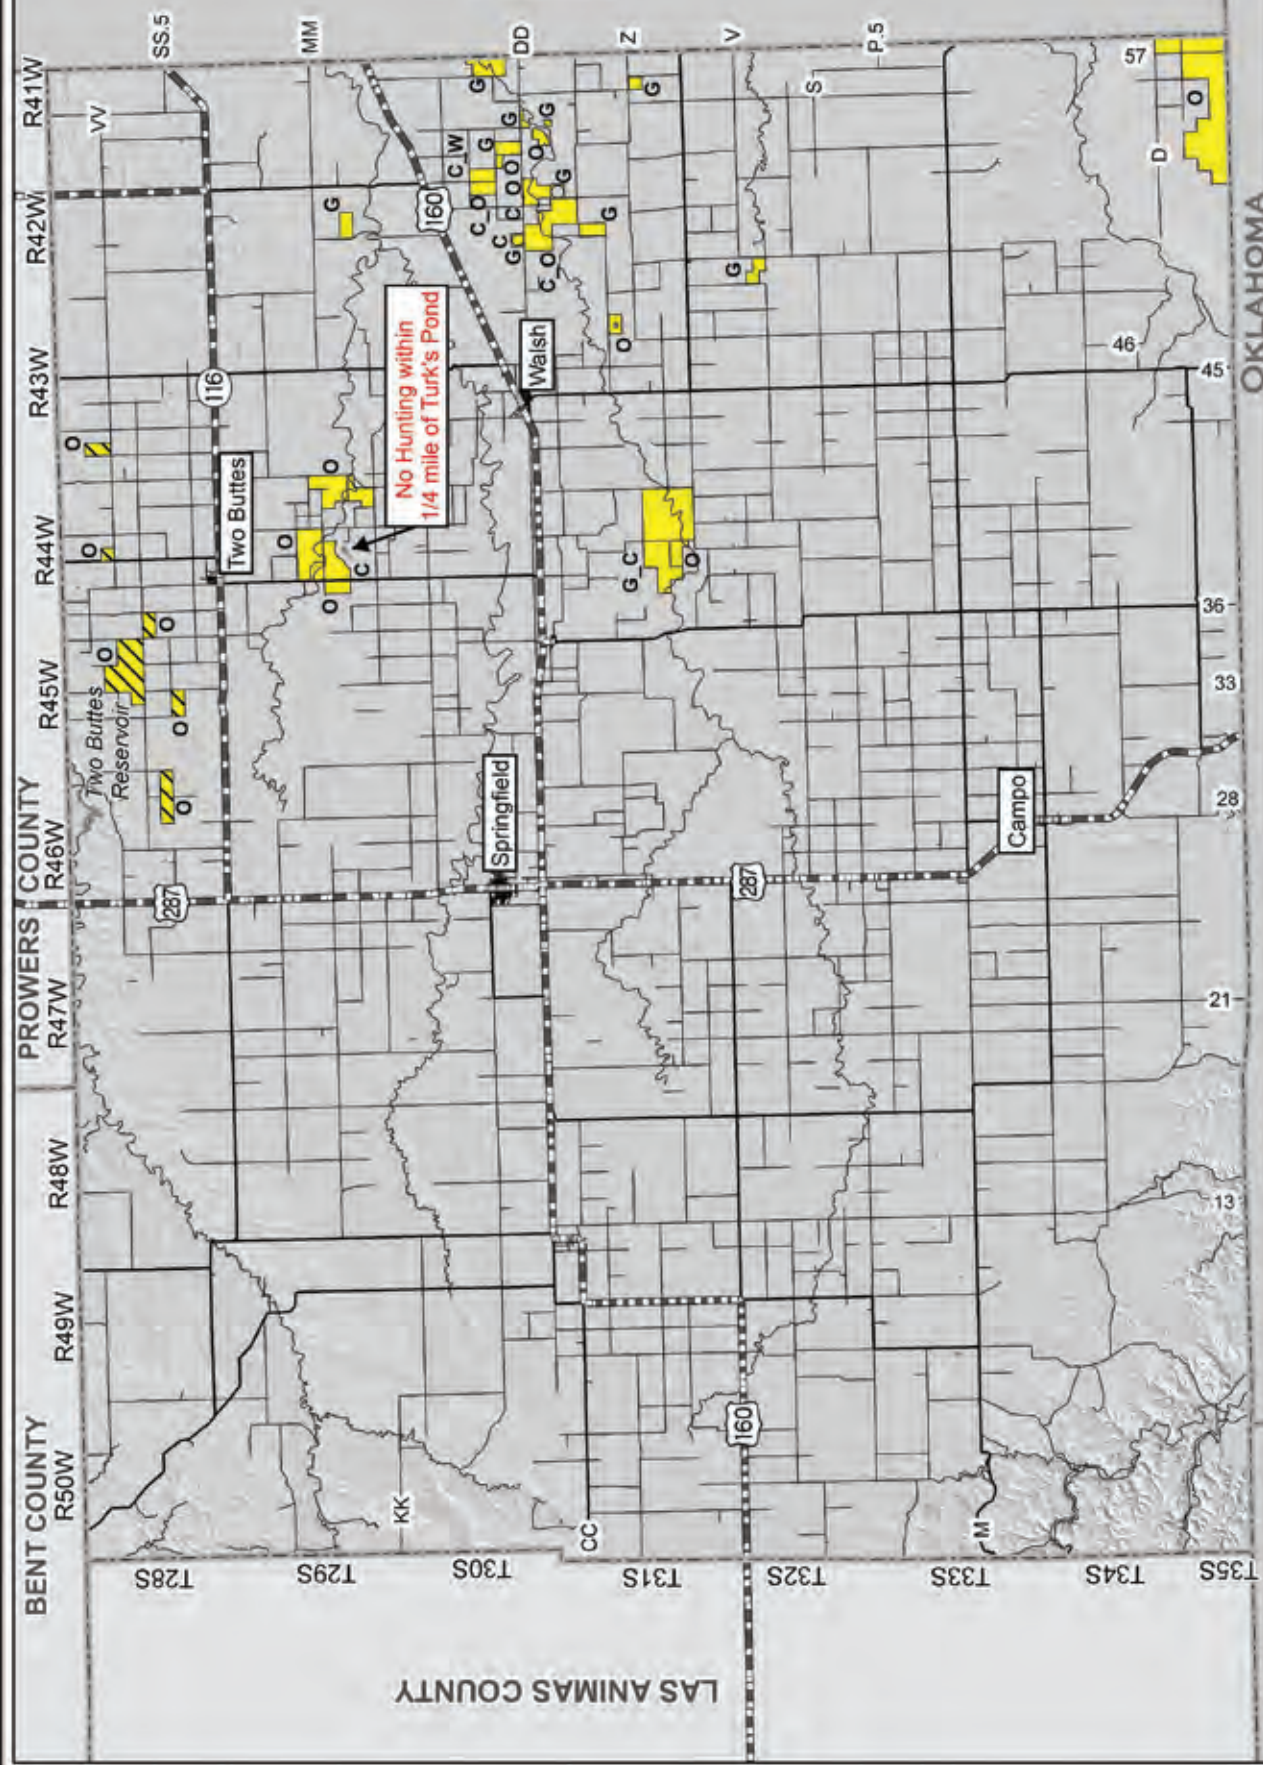 BENT COUNTY
PROWERS COUNTY
R50W
R49W
R48W
R47W
R46W
R45W
R44W
R43W
R42W
R41W
T28S
T29S
T30S
T31S
T32S
T33S
T34S
T35S
LAS ANIMAS COUNTY
OKLAHOMA
Two Buttes
Reservoir
O
O
O
O
O
O
VV
SS.5
287
116
Two Buttes
MM
O
O
O
C
G
No Hunting within
1/4 mile of Turk's Pond
KK
160
Springfield
Walsh
DD
C_W
G
G
G
C_O
C
G
C
O
O
O
O
C_O
G
G
CC
G_C
O
O
Z
G
G
V
160
287
S
P.5
M
Campo
D
O
57
46
45
36
33
28
21
13